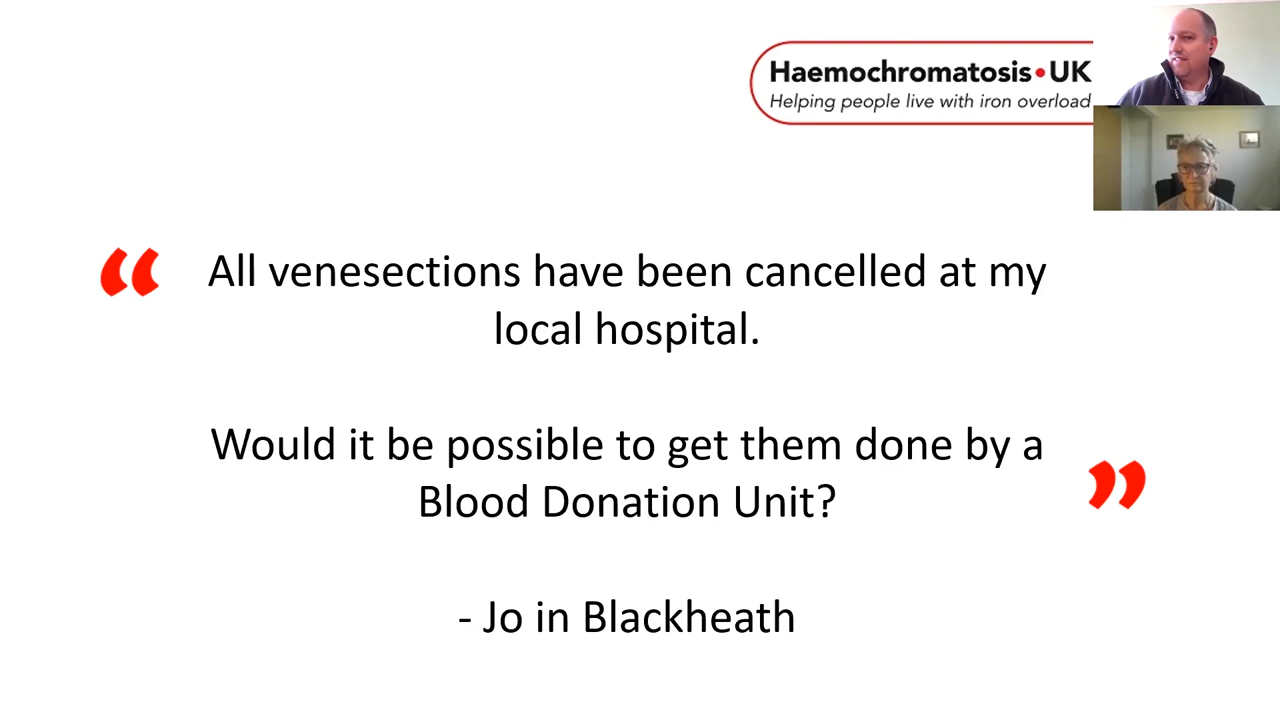 Haemochromatosis•UK
Helping people live with iron overload
“ All venesections have been cancelled at my
local hospital.
Would it be possible to get them done by a
Blood Donation Unit? ”
- Jo in Blackheath